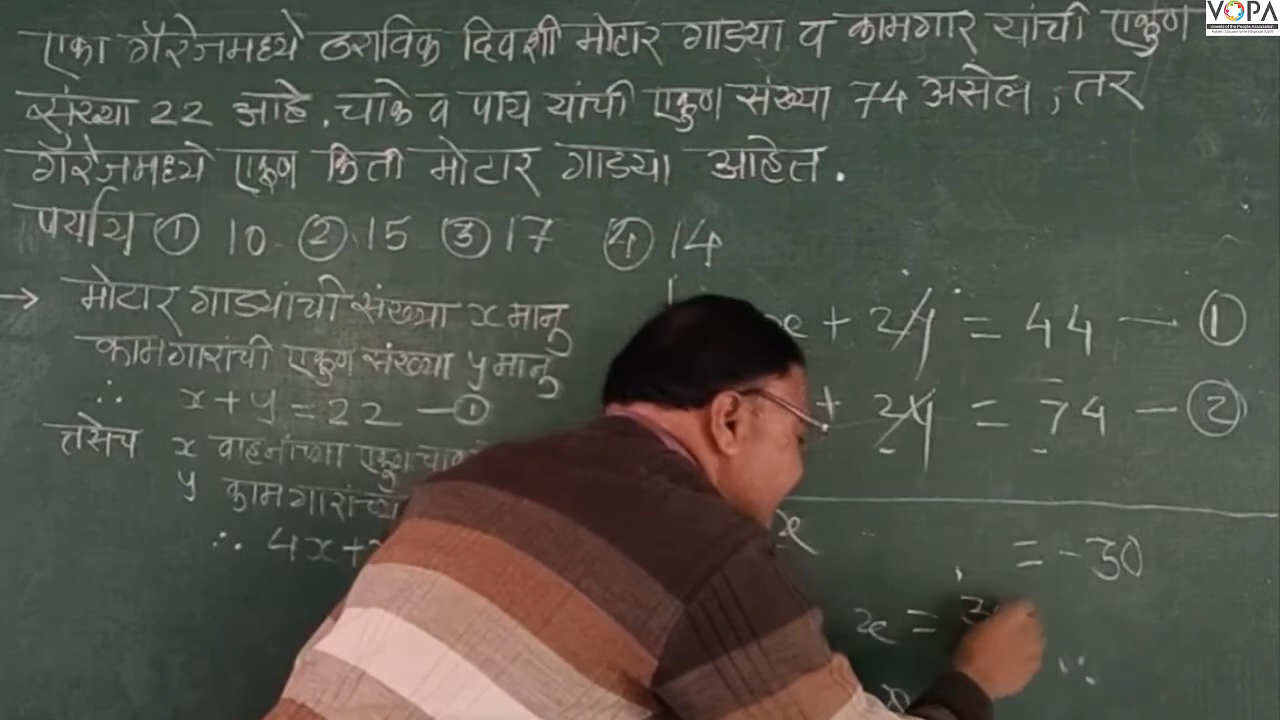 एका गॅरेजमध्ये ठराविक दिवशी मोटार गाड्या व कामगार यांची एकुण
संख्या 22 आहे. चाके व पाय यांची एकुण संख्या 74 असेल, तर
गॅरेजमध्ये एकुण किती मोटार गाड्या आहेत.
पर्याय ① 10 ② 15 ③ 17 ④ 14
→ मोटार गाड्यांची संख्या x मानु
कामगारांची एकुण संख्या y मानु
∴ x + y = 22 — ①
तसेच x वाहनांच्या एकुण
y कामगारांच्या
∴ 4x +
x + 2y = 44 — ①
+ 2y = 74 — ②
x = -30
x =
VOPA